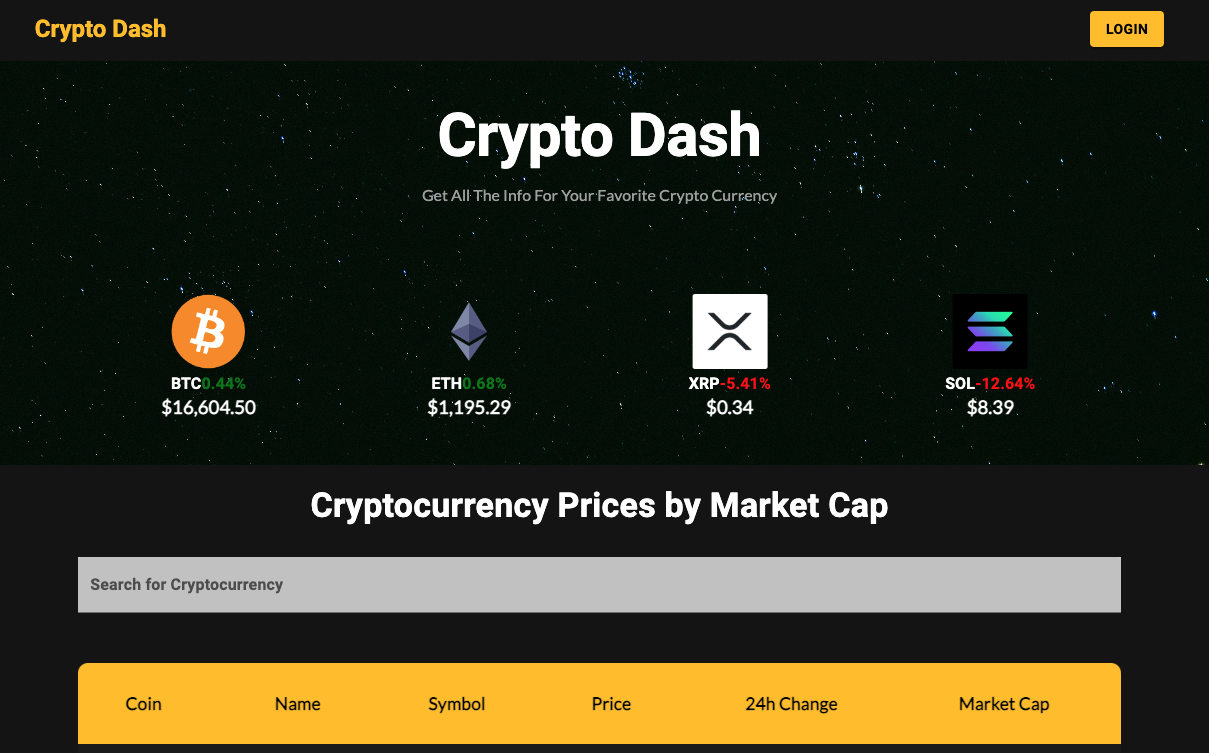 Crypto Dash
LOGIN
Crypto Dash
Get All The Info For Your Favorite Crypto Currency
BTC0.44%
$16,604.50
ETH0.68%
$1,195.29
XRP-5.41%
$0.34
SOL-12.64%
$8.39
Cryptocurrency Prices by Market Cap
Search for Cryptocurrency
Coin Name Symbol Price 24h Change Market Cap